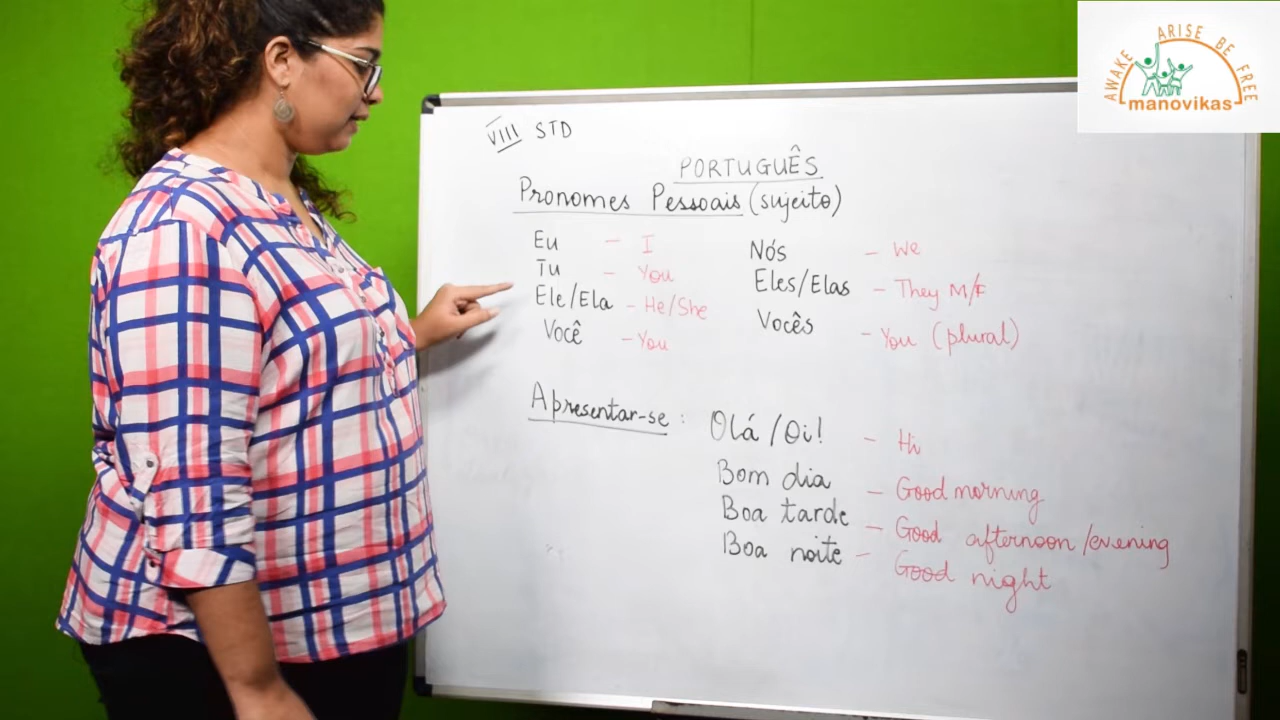 AWAKE ARISE BE FREE
manovikas
VIII STD
PORTUGUÊS
Pronomes Pessoais (sujeito)
Eu - I
Tu - You
Ele/Ela - He/She
Você - You
Nós - We
Eles/Elas - They M/F
Vocês - You (plural)
Apresentar-se : Olá /Oi! - Hi
Bom dia - Good morning
Boa tarde - Good afternoon/evening
Boa noite - Good night